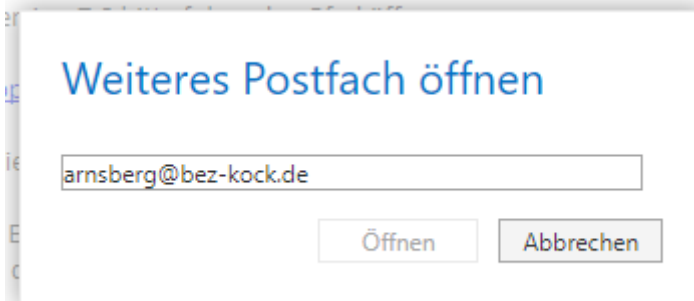 Weiteres Postfach öffnen
arnsberg@bez-kock.de
Öffnen
Abbrechen